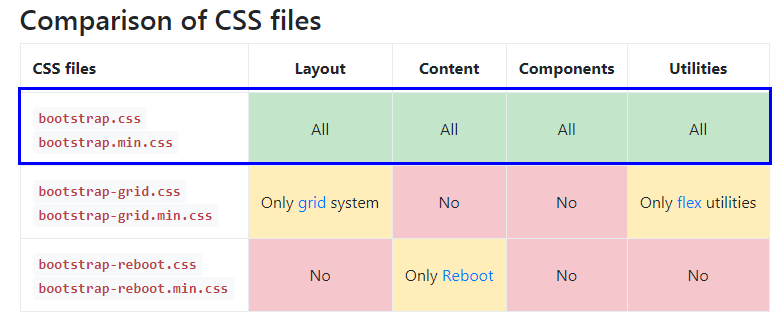 Comparison of CSS files
CSS files Layout Content Components Utilities
bootstrap.css
bootstrap.min.css
All All All All
bootstrap-grid.css
bootstrap-grid.min.css
Only grid system No No Only flex utilities
bootstrap-reboot.css
bootstrap-reboot.min.css
No Only Reboot No No